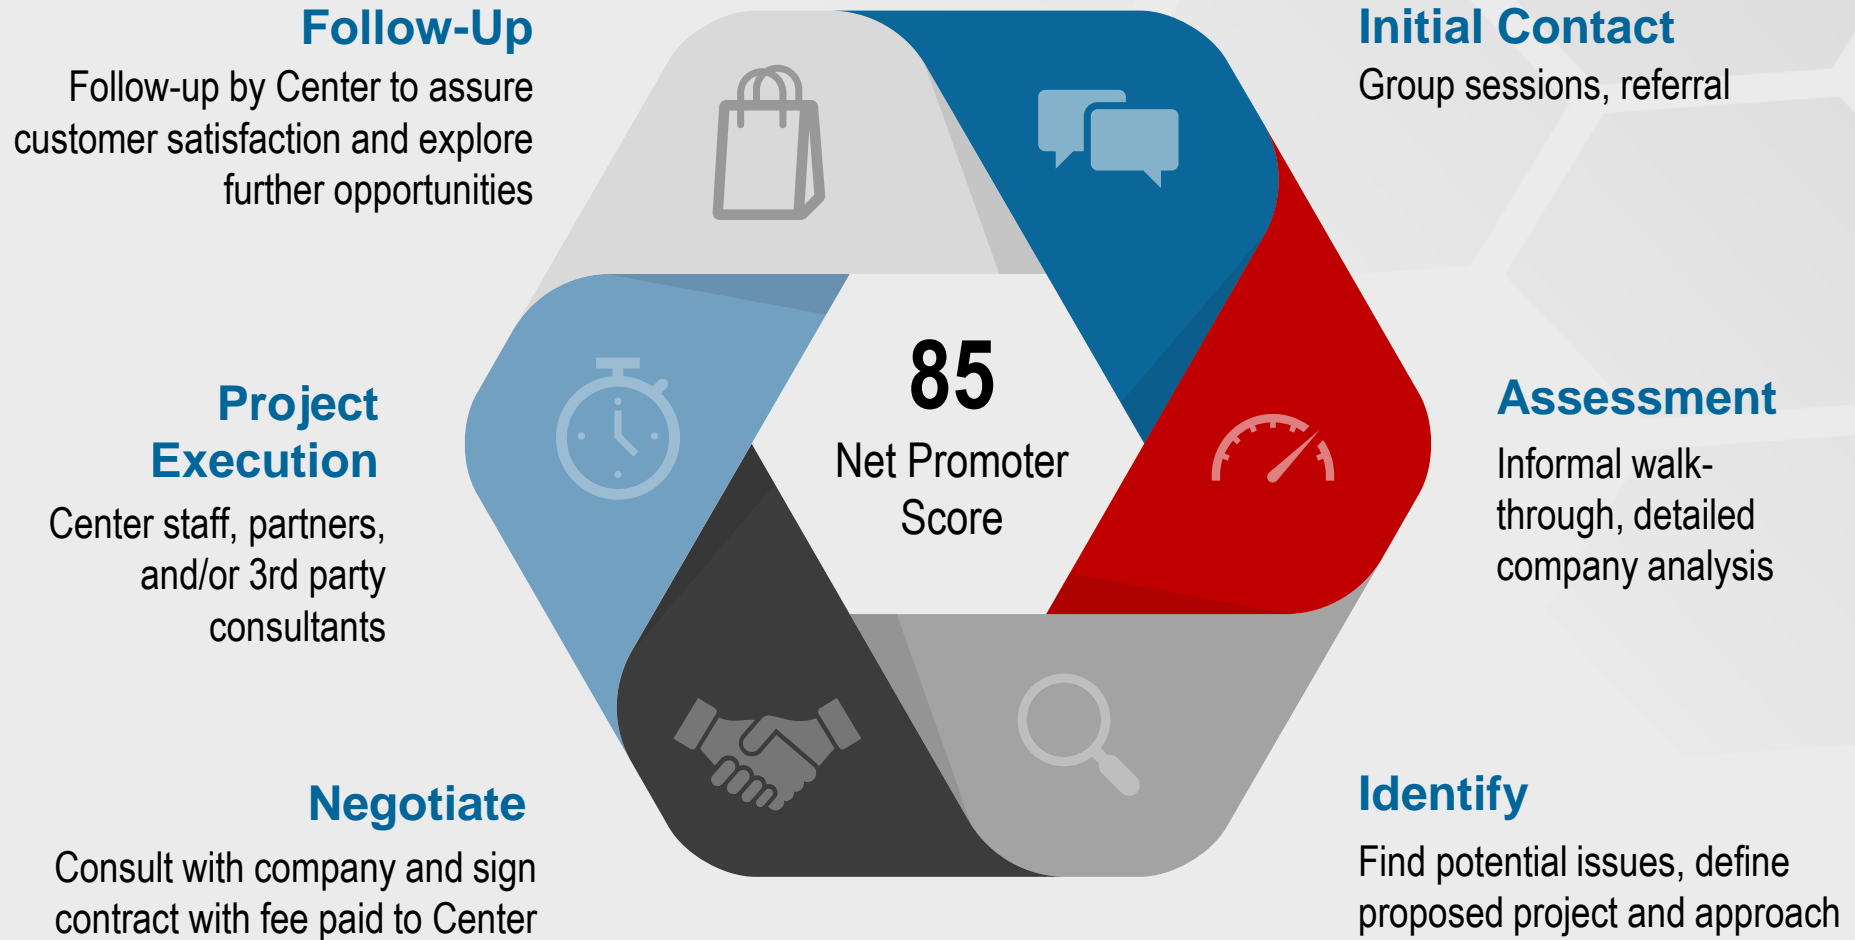 Follow-Up
Follow-up by Center to assure
customer satisfaction and explore
further opportunities
Initial Contact
Group sessions, referral
85
Net Promoter
Score
Project
Execution
Center staff, partners,
and/or 3rd party
consultants
Assessment
Informal walk-
through, detailed
company analysis
Negotiate
Consult with company and sign
contract with fee paid to Center
Identify
Find potential issues, define
proposed project and approach